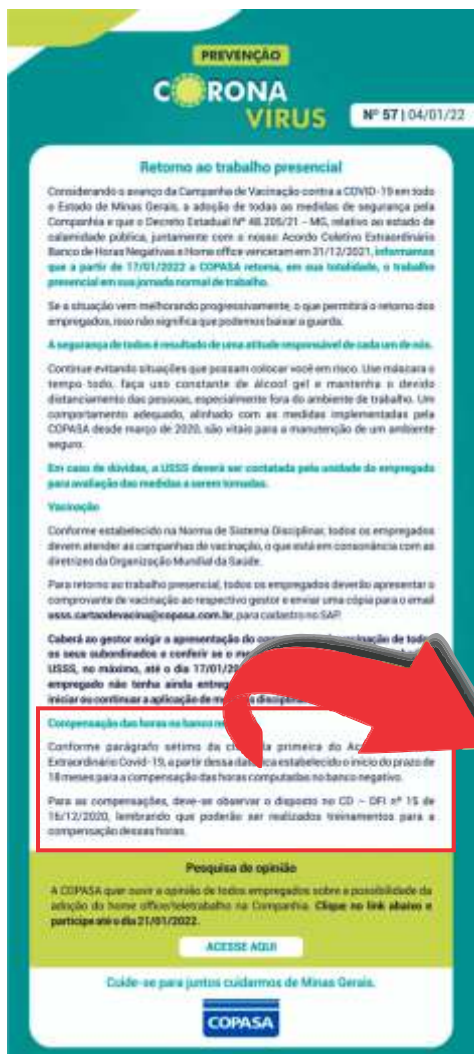 PREVENÇÃO
CORONA
VÍRUS
Nº 57 | 04/01/22
Retorno ao trabalho presencial
Considerando o avanço da Campanha de Vacinação contra a COVID-19 em todo
o Estado de Minas Gerais, a adoção de todas as medidas de segurança pela
Companhia e que o Decreto Estadual Nº 48.205/21 – MG, relativo ao estado de
calamidade pública, juntamente com o nosso Acordo Coletivo Extraordinário
Banco de Horas Negativas e Home office venceram em 31/12/2021, informamos
que a partir de 17/01/2022 a COPASA retorna, em sua totalidade, o trabalho
presencial em sua jornada normal de trabalho.
Se a situação vem melhorando progressivamente, o que permitirá o retorno dos
empregados, isso não significa que podemos baixar a guarda.
A segurança de todos é resultado de uma atitude responsável de cada um de nós.
Continue evitando situações que possam colocar você em risco. Use máscara o
tempo todo, faça uso constante de álcool gel e mantenha o devido
distanciamento das pessoas, especialmente fora do ambiente de trabalho. Um
comportamento adequado, alinhado com as medidas implementadas pela
COPASA desde março de 2020, são vitais para a manutenção de um ambiente
seguro.
Em caso de dúvidas, a USSS deverá ser contatada pela unidade do empregado
para avaliação das medidas a serem tomadas.
Vacinação
Conforme estabelecido na Norma de Sistema Disciplinar, todos os empregados
devem atender as campanhas de vacinação, o que está em consonância com as
diretrizes da Organização Mundial da Saúde.
Para retorno ao trabalho presencial, todos os empregados deverão apresentar o
comprovante de vacinação ao respectivo gestor e enviar uma cópia para o email
usss.cartaodevacina@copasa.com.br, para cadastro no SAP.
Caberá ao gestor exigir a apresentação do vacinação de
os seus subordinados e conferir se o
USSS, no máximo, até o dia 17/01/
empregado não tenha ainda
iniciar ou continuar a aplicação de
Compensação das horas no banco
Conforme parágrafo sétimo da primeira do
Extraordinário Covid-19, a partir dessa estabelecido o início do prazo de
18 meses para a compensação das horas computadas no banco negativo.
Para as compensações, deve-se observar o disposto no CD – DFI nº 15 de
16/12/2020, lembrando que poderão ser realizados treinamentos para a
compensação dessas horas.
Pesquisa de opinião
A COPASA quer ouvir a opinião de todos empregados sobre a possibilidade da
adoção do home office/teletrabalho na Companhia. Clique no link abaixo e
participe até o dia 21/01/2022.
ACESSE AQUI
Cuide-se para juntos cuidarmos de Minas Gerais.
COPASA